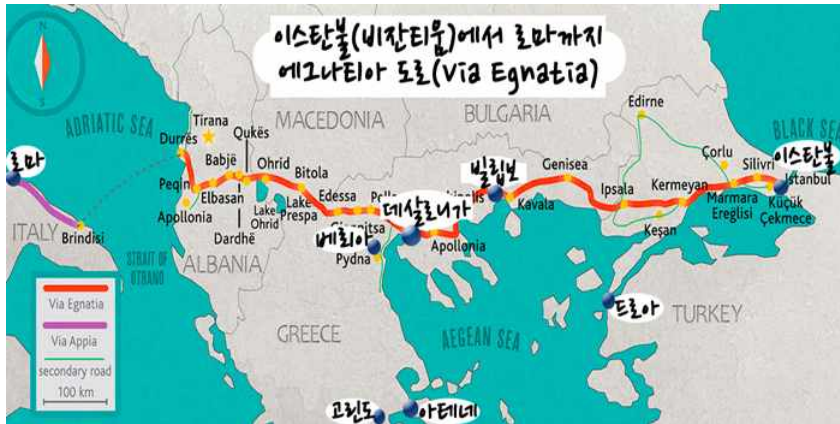 이스탄불(비잔티움)에서 로마까지
에그나티아 도로(Via Egnatia)
N
S
ADRIATIC SEA
Tirana
MACEDONIA
BULGARIA
Edirne
BLACK SEA
Durrës
Qukës
Babjë
Ohrid
Bitola
Genisea
Çorlu
Silivri
이스탄불
로마
빌립보
Istanbul
Peqin
Elbasan
Edessa
Kavala
Ipsala
Kermeyan
Apollonia
Lake
Ohrid
Lake
Prespa
데살로니가
Marmara
Ereglisi
Küçük
Çekmece
ITALY
Brindisi
Dardhë
베뢰아
Apollonia
Keşan
STRAIT OF
OTRANO
ALBANIA
Pydna
Via Egnatia
Via Appia
secondary road
100 km
GREECE
AEGEAN SEA
드로아
TURKEY
고린도
아테네